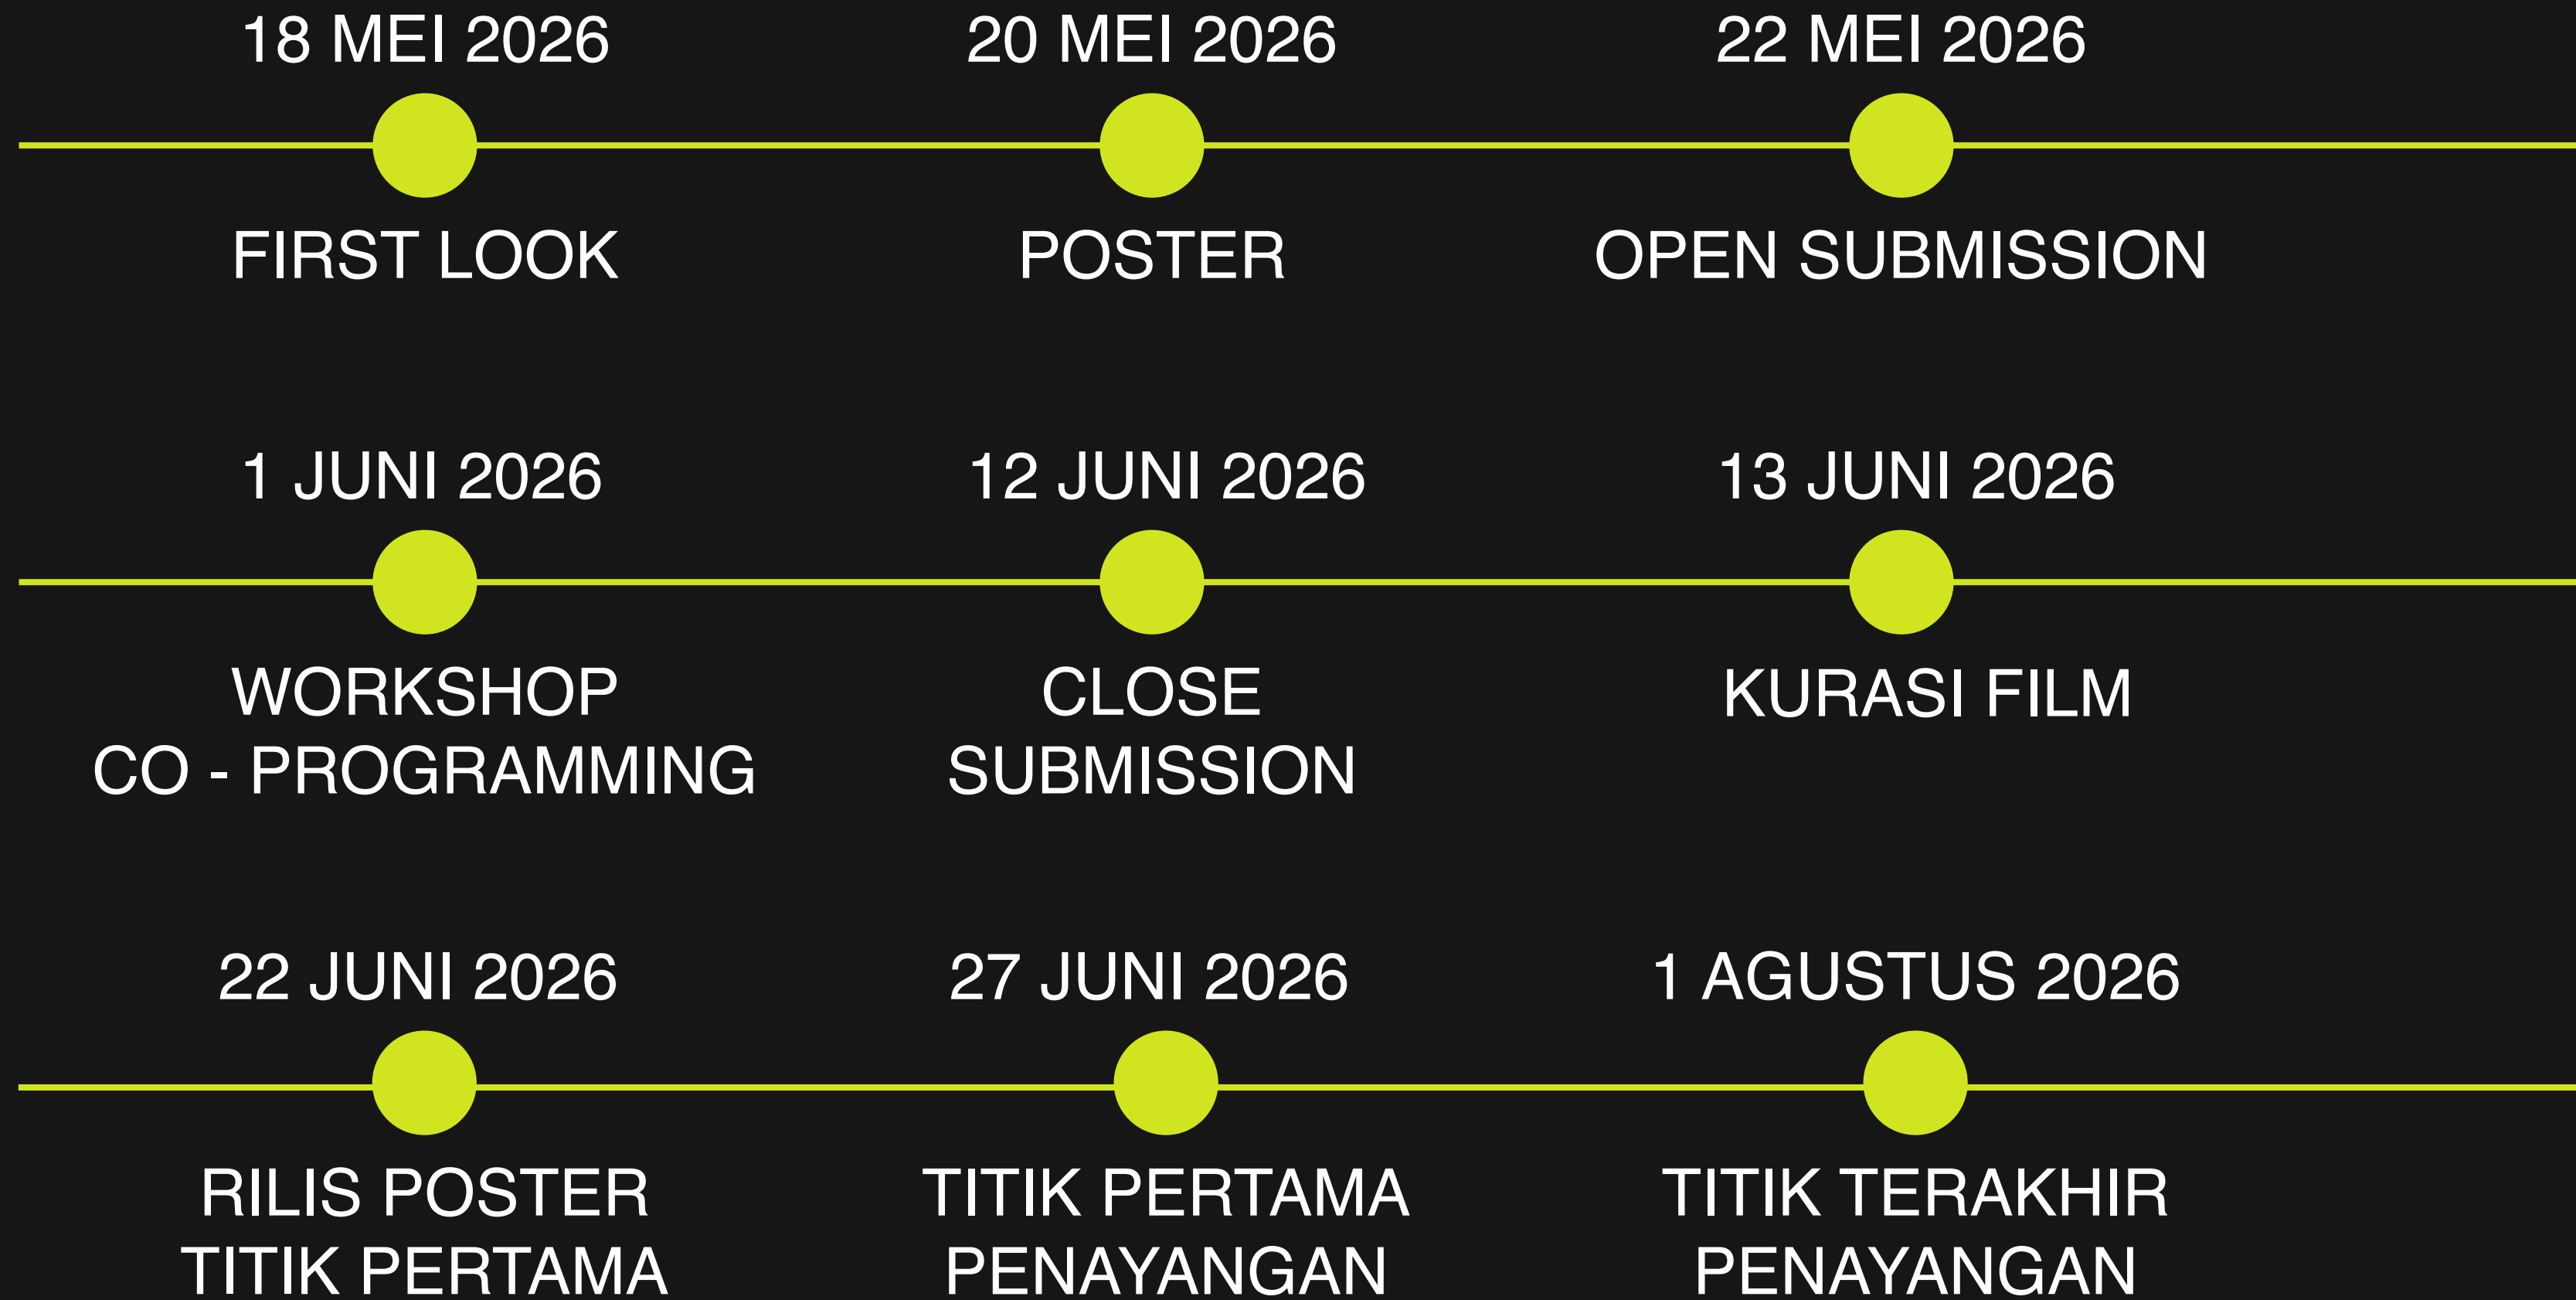 18 MEI 2026
20 MEI 2026
22 MEI 2026
FIRST LOOK
POSTER
OPEN SUBMISSION
1 JUNI 2026
12 JUNI 2026
13 JUNI 2026
WORKSHOP
CO - PROGRAMMING
CLOSE
SUBMISSION
KURASI FILM
22 JUNI 2026
27 JUNI 2026
1 AGUSTUS 2026
RILIS POSTER
TITIK PERTAMA
TITIK PERTAMA
PENAYANGAN
TITIK TERAKHIR
PENAYANGAN